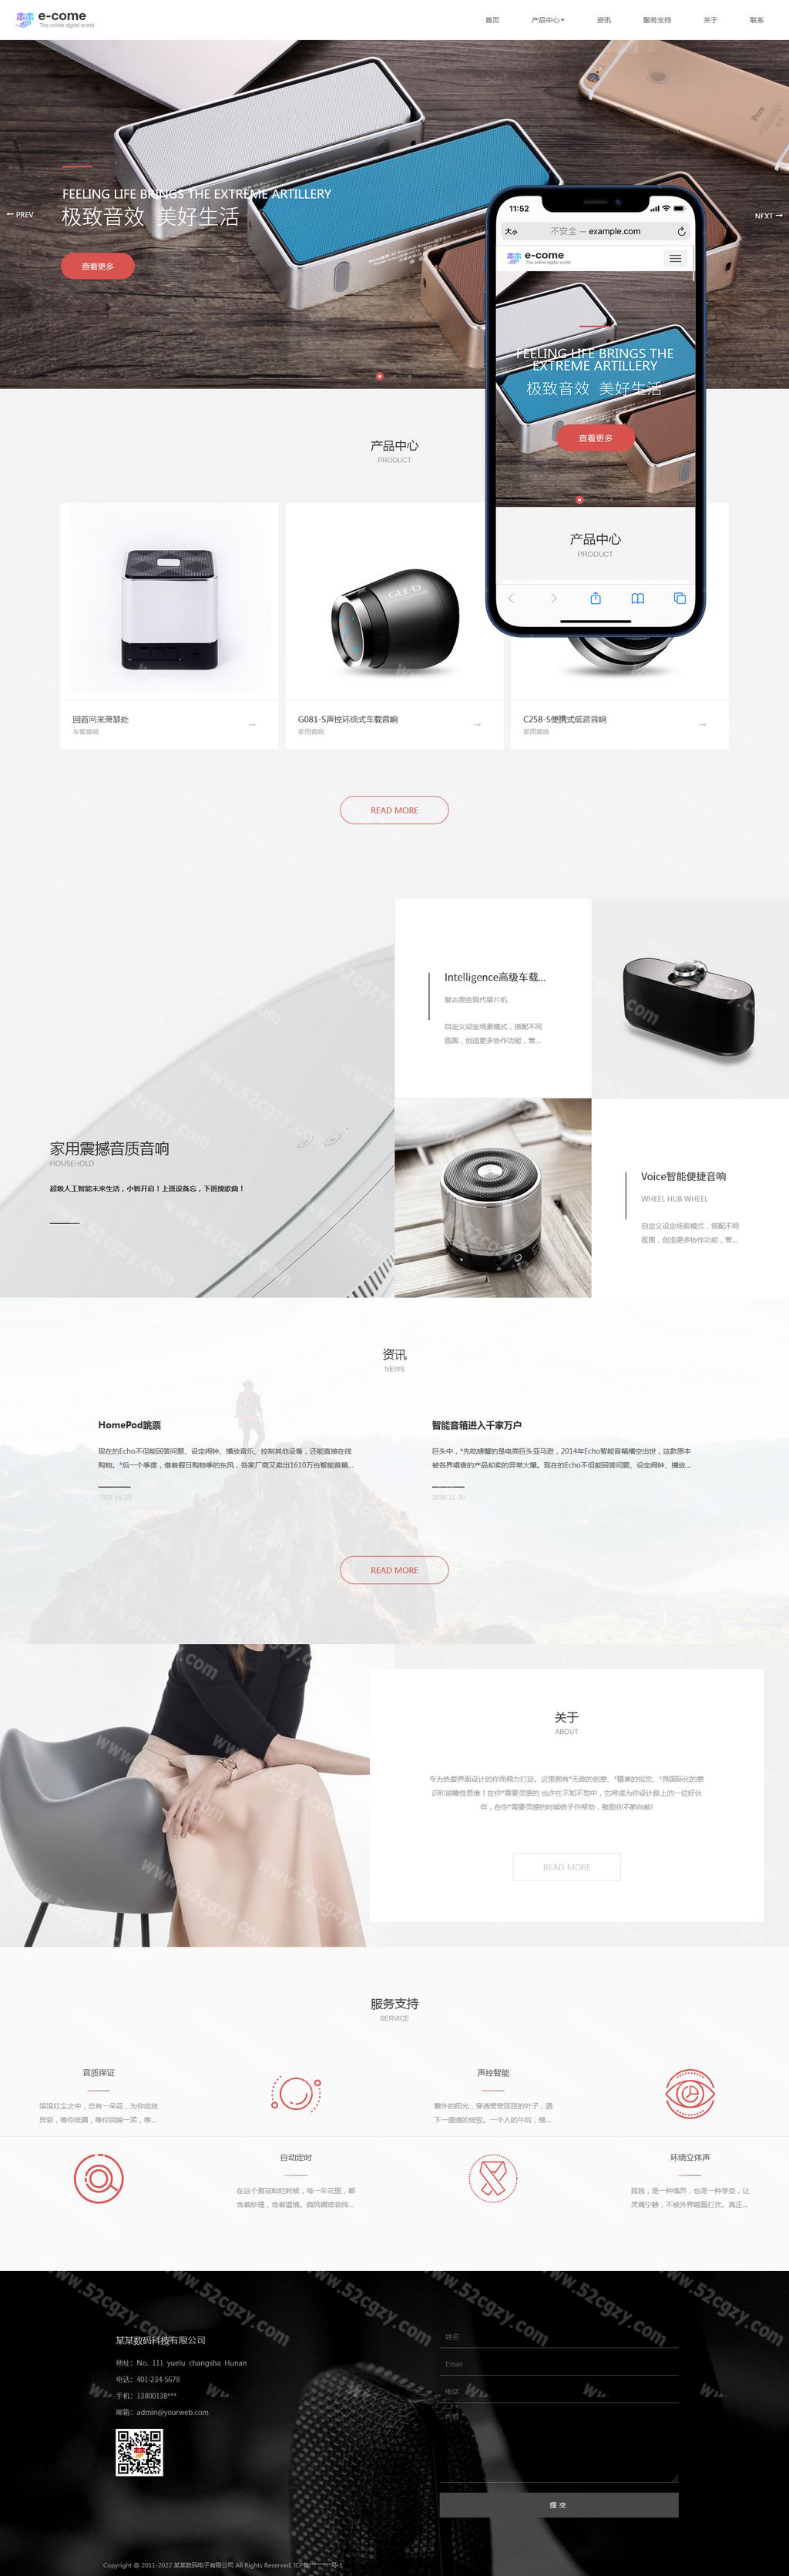 e-come
The online digital world
首页
产品中心
资讯
服务支持
关于
联系
FEELING LIFE BRINGS THE EXTREME ARTILLERY
极致音效 美好生活
查看更多
PREV
NEXT
11:52
大小
不安全 — example.com
e-come
The online digital world
FEELING LIFE BRINGS THE
EXTREME ARTILLERY
极致音效 美好生活
查看更多
产品中心
PRODUCT
产品中心
PRODUCT
GEE-D
回首向来萧瑟处
车载音响
G081-S声控环绕式车载音响
家用音响
C258-S便携式低音音响
家用音响
READ MORE
Intelligence高级车载...
复古黑色现代唱片机
自定义设定场景模式，搭配不同
氛围，创造更多协作功能，营...
家用震撼音质音响
HOUSEHOLD
超级人工智能未来生活，小智开启！上班设备忘，下班接歌曲！
Voice智能便捷音响
WHEEL HUB WHEEL
自定义设定场景模式，搭配不同
氛围，创造更多协作功能，营...
资讯
NEWS
HomePod跳票
现在的Echo不但能回答问题、设定闹钟、播放音乐、控制其他设备，还能直接在线
购物。*后一个季度，借着假日购物季的东风，各家厂商又卖出1610万台智能音箱...
2018-11-20
智能音箱进入千家万户
巨头中，*先吃螃蟹的是电商巨头亚马逊，2014年Echo智能音箱横空出世，这款原本
被各界唱衰的产品却卖的异常火爆。现在的Echo不但能回答问题、设定闹钟、播放...
2018-11-20
READ MORE
关于
ABOUT
专为热爱界面设计的你而倾力打造。这里拥有*无敌的创意、*精美的视觉、*具国际化的意
识和前瞻性思维！在你*需要灵感的 也许在不知不觉中，它将成为你设计路上的一位好伙
伴，在你*需要灵感的时候给予你帮助，鼓励你不断向前!
READ MORE
服务支持
SERVICE
音质保证
滚滚红尘之中，总有一朵花，为你绽放
异彩，等你低眉，等你回眸一笑，等...
声控智能
窗外的阳光，穿透密密匝匝的叶子，洒
下一道道的斑驳。一个人的午后，惬...
自动定时
在这个夏花灿烂时候，每一朵花里，都
含着妙理，含着温情。微风稠密着饰...
环绕立体声
孤独，是一种境界，也是一种享受，让
灵魂宁静，不被外界喧嚣打扰。真正...
某某数码科技有限公司
地址：No. 111 yuelu changsha Hunan
电话：401-234-5678
手机：13800138***
邮箱：admin@yourweb.com
姓名
Email
电话
内容
提 交
Copyright @ 2011-2022 某某数码电子有限公司 All Rights Reserved. ICP备********号-1
www.52cgzy.com